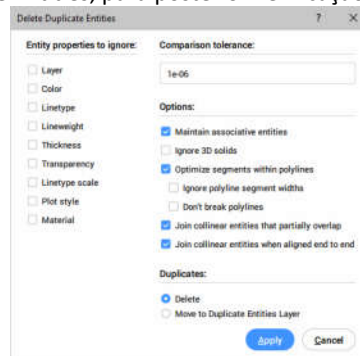 para posterior
Delete Duplicate Entities ? ×
Entity properties to ignore:
Layer
Color
Linetype
Lineweight
Thickness
Transparency
Linetype scale
Plot style
Material
Comparison tolerance:
1e-06
Options:
Maintain associative entities
Ignore 3D solids
Optimize segments within polylines
Ignore polyline segment widths
Don't break polylines
Join collinear entities that partially overlap
Join collinear entities when aligned end to end
Duplicates:
Delete
Move to Duplicate Entities Layer
Apply Cancel